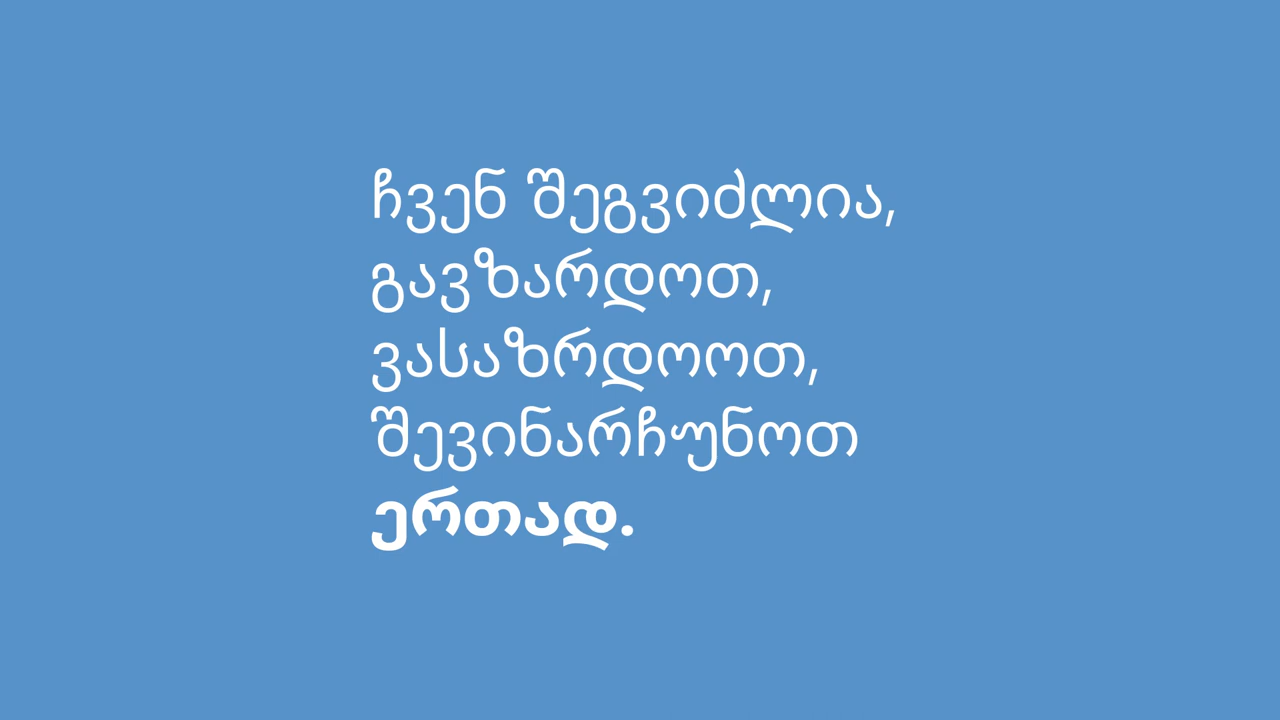 ჩვენ შეგვიძლია,
გავზარდოთ,
ვასაზრდოოთ,
შევინარჩუნოთ
ერთად.